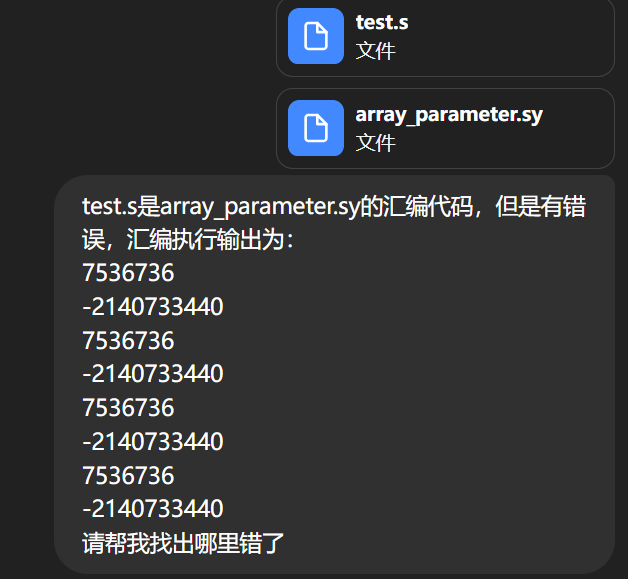 test.s
文件
array_parameter.sy
文件
test.s是array_parameter.sy的汇编代码，但是有错
误，汇编执行输出为：
7536736
-2140733440
7536736
-2140733440
7536736
-2140733440
7536736
-2140733440
请帮我找出哪里错了